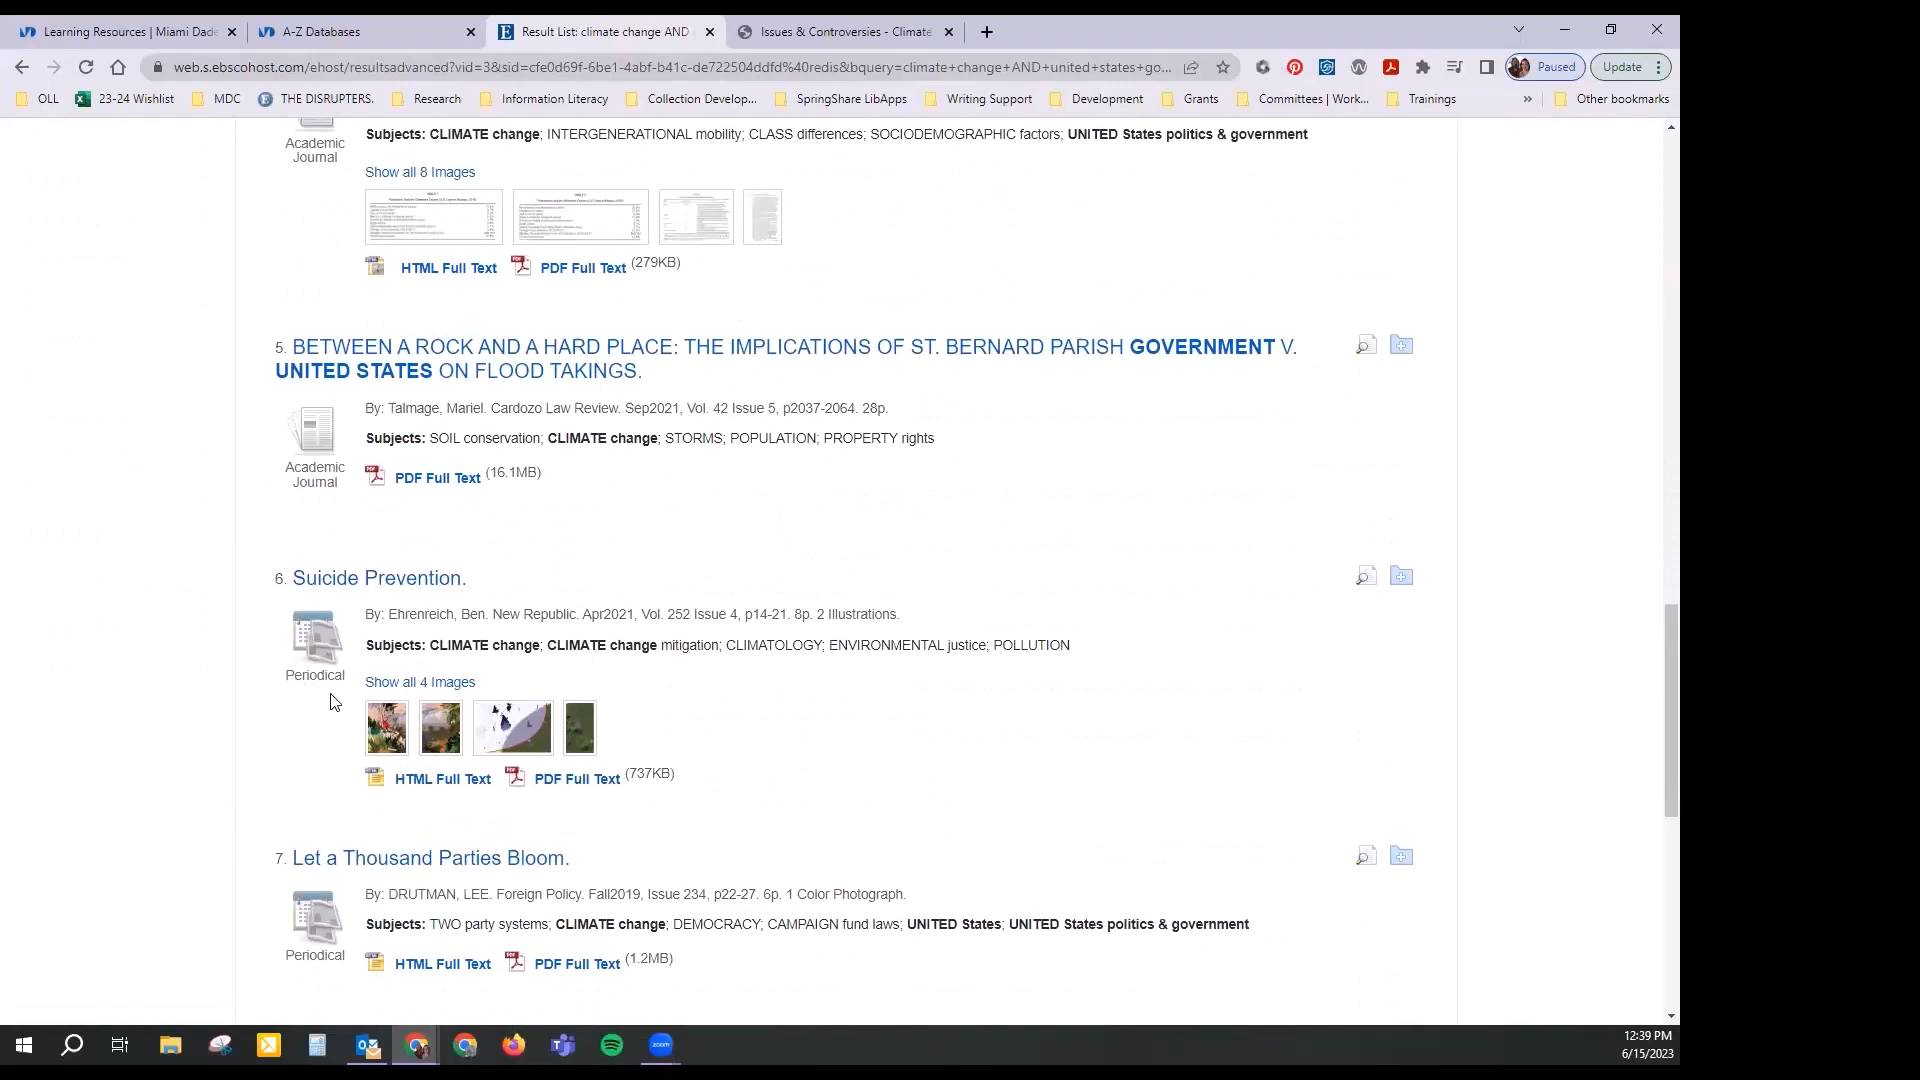 Learning Resources | Miami Dade
A-Z Databases
Result List: climate change AND
Issues & Controversies - Climate
web.s.ebscohost.com/ehost/resultsadvanced?vid=3&sid=cfe0d69f-6be1-4abf-b41c-de722504ddfd%40redis&bquery=climate+change+AND+united+states+go...
Paused
Update
OLL
23-24 Wishlist
MDC
THE DISRUPTERS.
Research
Information Literacy
Collection Develop...
SpringShare LibApps
Writing Support
Development
Grants
Committees | Work...
Trainings
»
Other bookmarks
Academic
Journal
Subjects: CLIMATE change; INTERGENERATIONAL mobility; CLASS differences; SOCIODEMOGRAPHIC factors; UNITED States politics & government
Show all 8 Images
HTML Full Text
PDF Full Text (279KB)
5. BETWEEN A ROCK AND A HARD PLACE: THE IMPLICATIONS OF ST. BERNARD PARISH GOVERNMENT V.
UNITED STATES ON FLOOD TAKINGS.
By: Talmage, Mariel. Cardozo Law Review. Sep2021, Vol. 42 Issue 5, p2037-2064. 28p.
Subjects: SOIL conservation; CLIMATE change; STORMS; POPULATION; PROPERTY rights
Academic
Journal
PDF Full Text (16.1MB)
6. Suicide Prevention.
By: Ehrenreich, Ben. New Republic. Apr2021, Vol. 252 Issue 4, p14-21. 8p. 2 Illustrations.
Subjects: CLIMATE change; CLIMATE change mitigation; CLIMATOLOGY; ENVIRONMENTAL justice; POLLUTION
Periodical
Show all 4 Images
HTML Full Text
PDF Full Text (737KB)
7. Let a Thousand Parties Bloom.
By: DRUTMAN, LEE. Foreign Policy. Fall2019, Issue 234, p22-27. 6p. 1 Color Photograph.
Subjects: TWO party systems; CLIMATE change; DEMOCRACY; CAMPAIGN fund laws; UNITED States; UNITED States politics & government
Periodical
HTML Full Text
PDF Full Text (1.2MB)
zoom
12:39 PM
6/15/2023